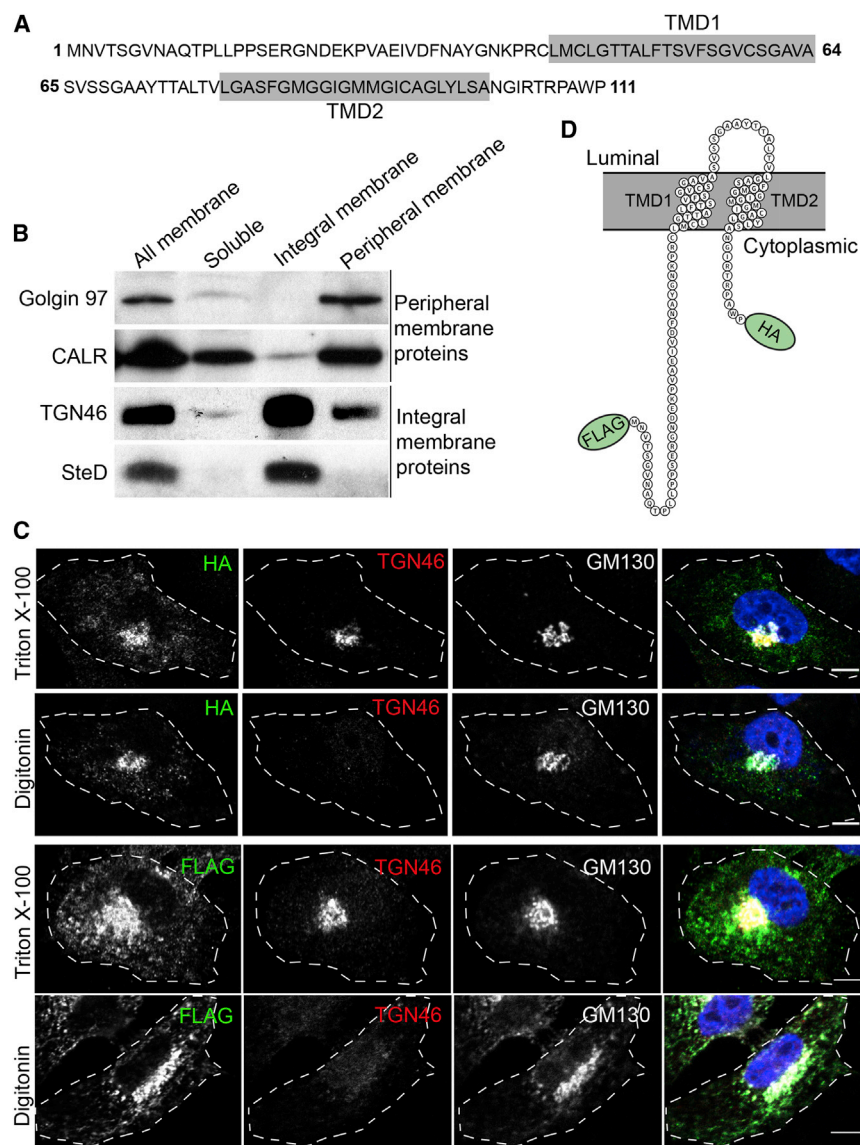 A
TMD1
1 MNVTSGVNAQTPLLPPSERGNDEKPVAEIVDFNAYGNKPRCLMCLGTTALFTSVFSGVCSGAVA 64
65 SVSSGAAYTTALTVLGASFGMGGIGMMGICAGLYLSANGIRTRPAWP 111
TMD2
B
All membrane
Soluble
Integral membrane
Peripheral membrane
Golgin 97
CALR
TGN46
SteD
Peripheral
membrane
proteins
Integral
membrane
proteins
D
Luminal
TMD1
TMD2
Cytoplasmic
HA
FLAG
C
Triton X-100
HA
TGN46
GM130
Digitonin
HA
TGN46
GM130
Triton X-100
FLAG
TGN46
GM130
Digitonin
FLAG
TGN46
GM130